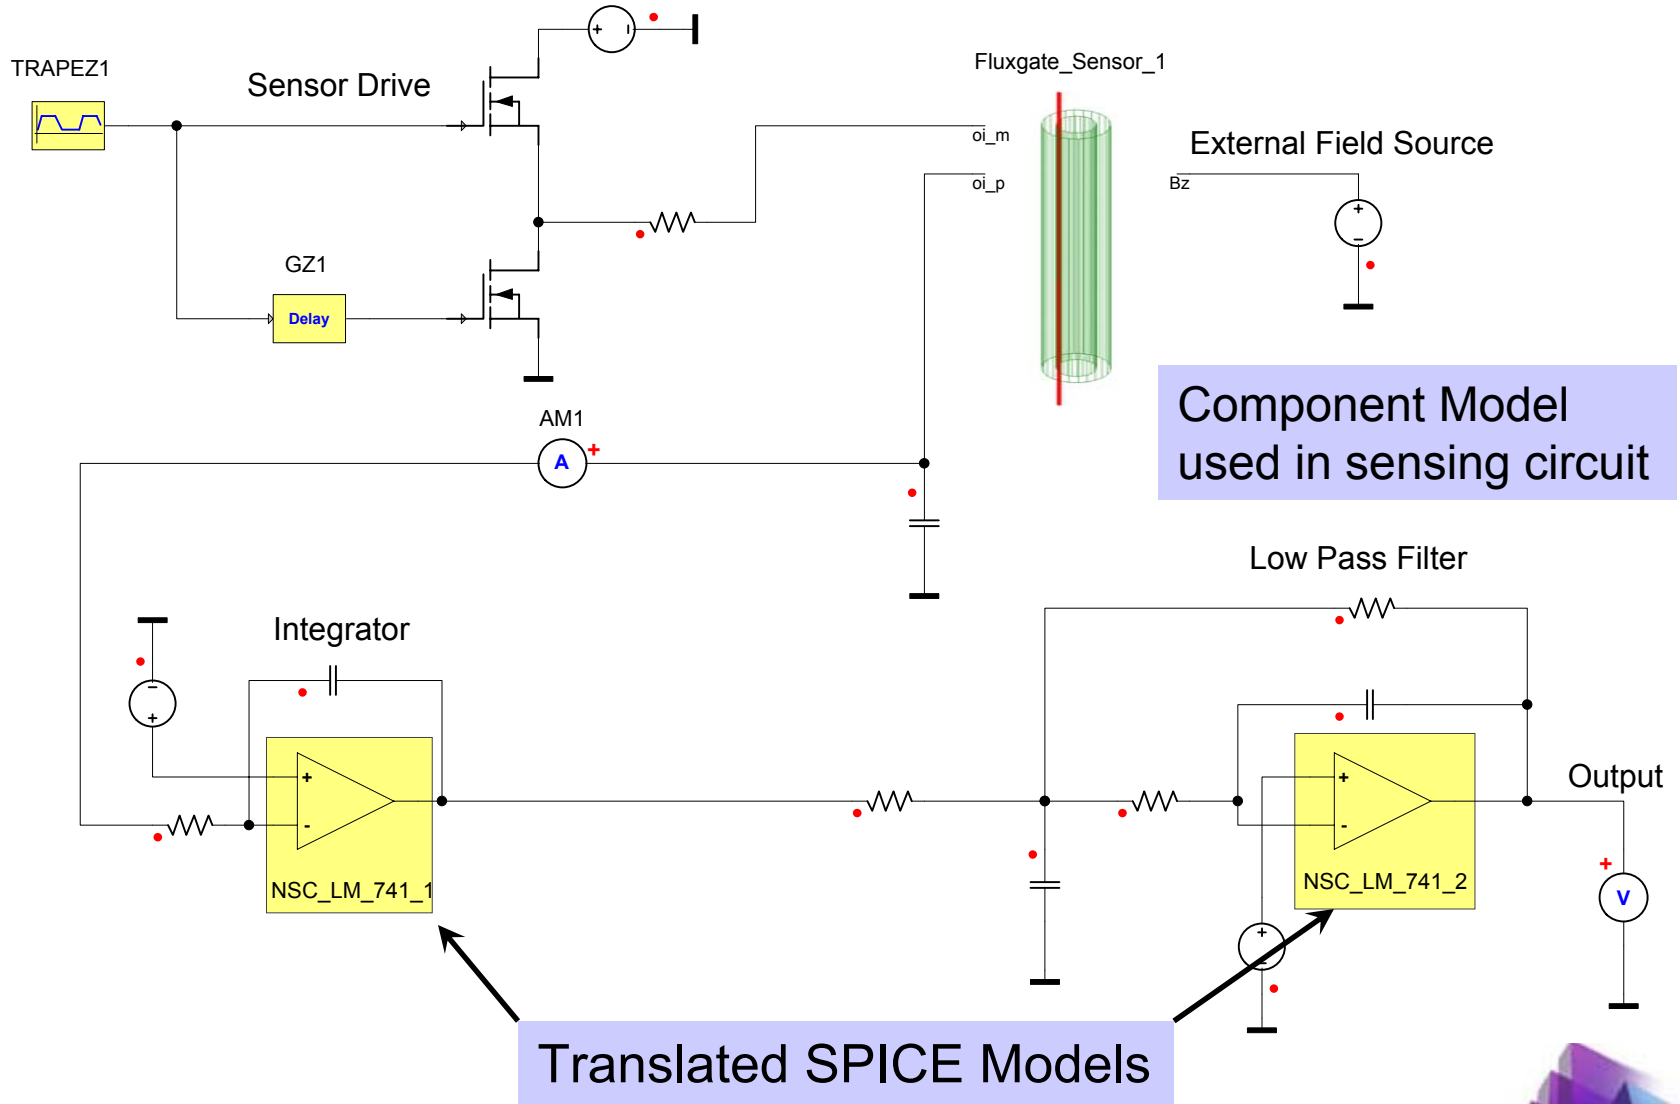 TRAPEZ1
Sensor Drive
+ −
Fluxgate_Sensor_1
oi_m
oi_p
Bz
External Field Source
+
−
GZ1
Delay
Component Model
used in sensing circuit
AM1
A
+
Low Pass Filter
Integrator
−
+
+
-
NSC_LM_741_1
+
-
NSC_LM_741_2
Output
+
V
+
−
Translated SPICE Models